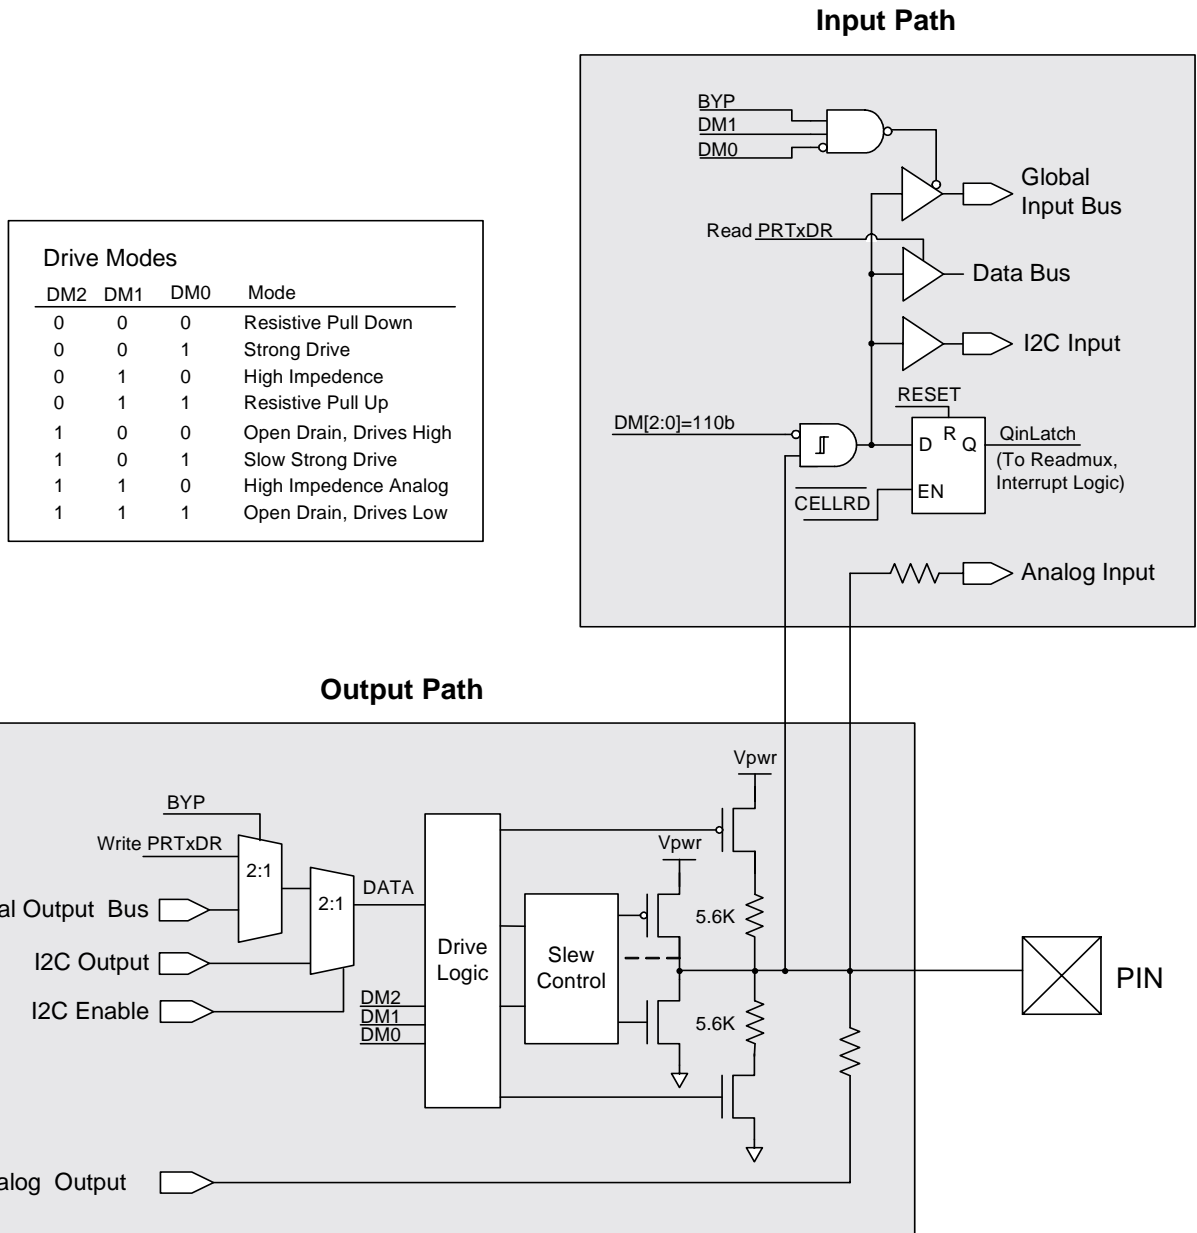 Input Path
BYP
DM1
DM0
Global
Input Bus
Read PRTxDR
Data Bus
I2C Input
RESET
DM[2:0]=110b
D R Q
EN
QinLatch
(To Readmux,
Interrupt Logic)
CELLRD
Analog Input
Drive Modes
DM2 DM1 DM0 Mode
0 0 0 Resistive Pull Down
0 0 1 Strong Drive
0 1 0 High Impedence
0 1 1 Resistive Pull Up
1 0 0 Open Drain, Drives High
1 0 1 Slow Strong Drive
1 1 0 High Impedence Analog
1 1 1 Open Drain, Drives Low
Output Path
BYP
Write PRTxDR
2:1
al Output Bus
2:1
DATA
I2C Output
I2C Enable
DM2
DM1
DM0
Drive
Logic
Slew
Control
Vpwr
Vpwr
5.6K
5.6K
PIN
alog Output